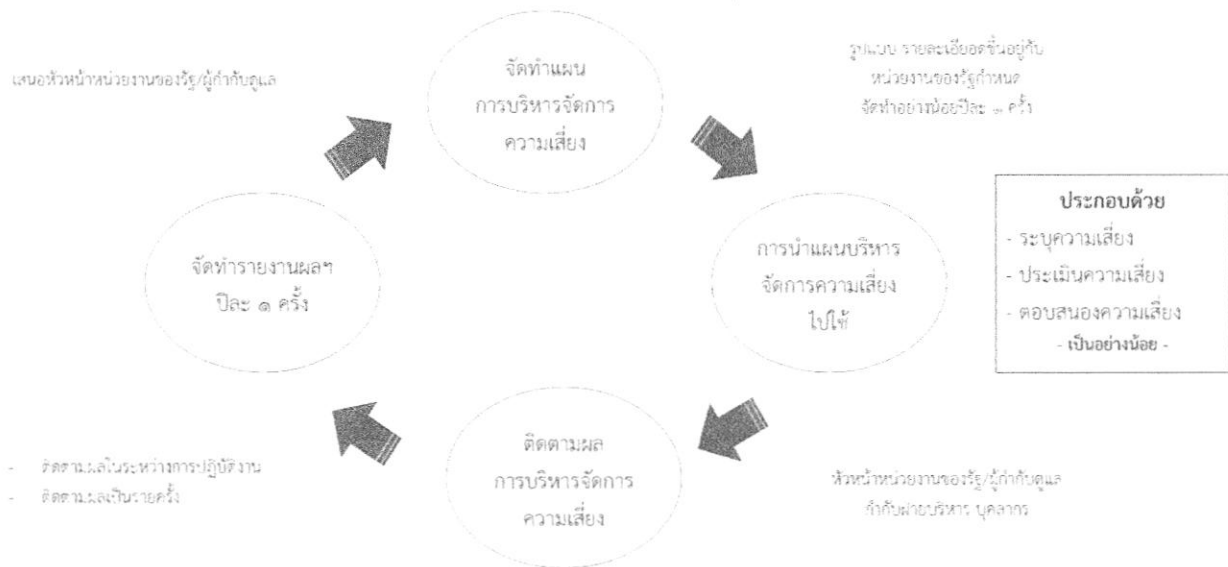 จัดทำแผน
การบริหารจัดการ
ความเสี่ยง
รูปแบบ รายละเอียดขึ้นอยู่กับ
หน่วยงานของรัฐกำหนด
จัดทำอย่างน้อยปีละ ๑ ครั้ง
ประกอบด้วย
- ระบุความเสี่ยง
- ประเมินความเสี่ยง
- ตอบสนองความเสี่ยง
- เป็นอย่างน้อย -
การนำแผนบริหาร
จัดการความเสี่ยง
ไปใช้
หัวหน้าหน่วยงานของรัฐ/ผู้กำกับดูแล
กำกับฝ่ายบริหาร บุคลากร
ติดตามผล
การบริหารจัดการ
ความเสี่ยง
- ติดตามผลในระหว่างการปฏิบัติงาน
- ติดตามผลเป็นรายครั้ง
จัดทำรายงานผลฯ
ปีละ ๑ ครั้ง
เสนอหัวหน้าหน่วยงานของรัฐ/ผู้กำกับดูแล